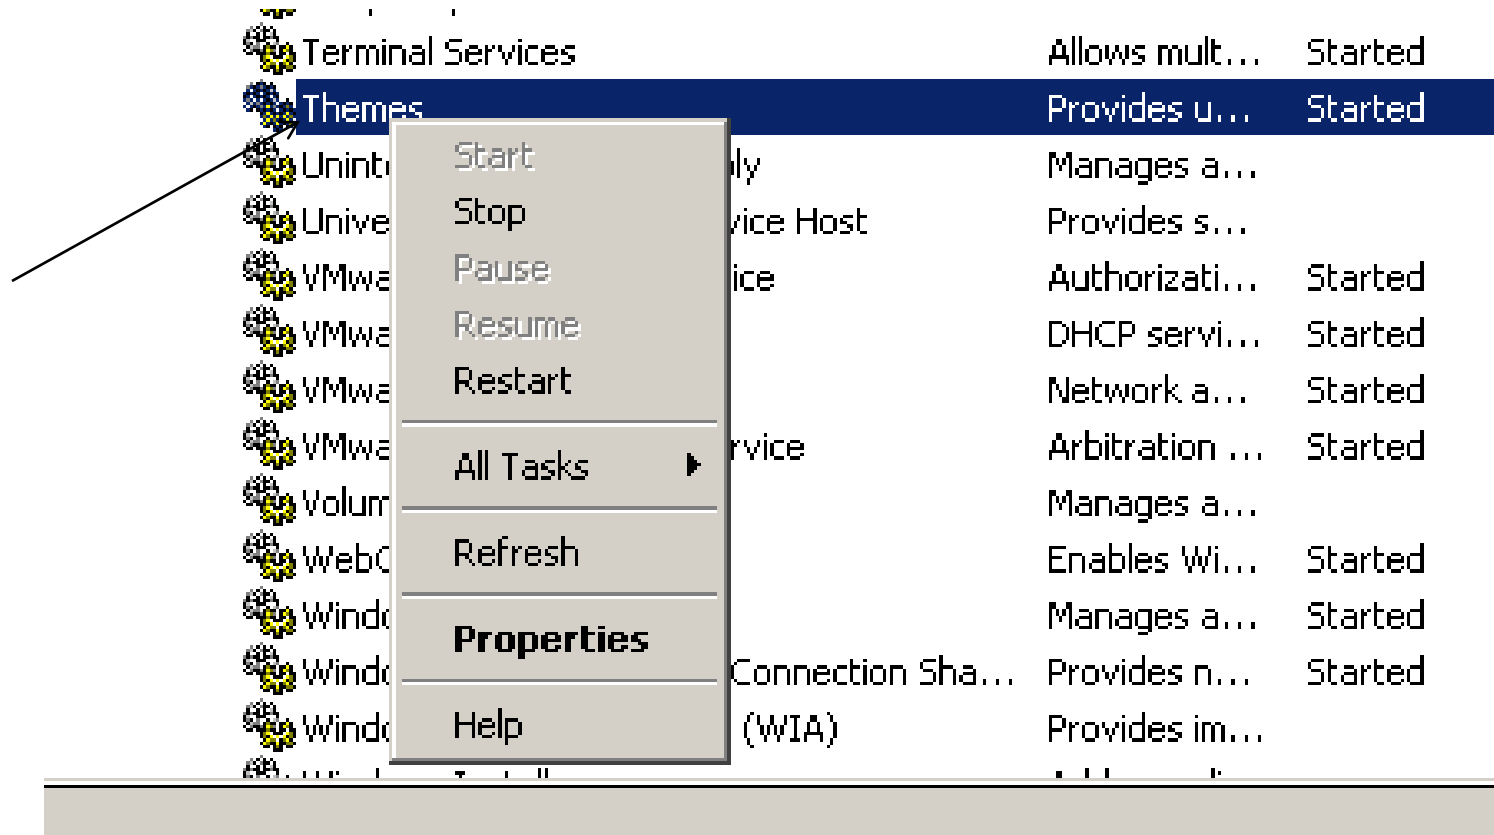 Terminal Services Allows mult... Started
Themes Provides u... Started
Start
Manages a...
Stop
Host Provides s...
Pause
Authorizati... Started
Resume
DHCP servi... Started
Restart
Network a... Started
All Tasks
Arbitration ... Started
Manages a...
Refresh
Enables Wi... Started
Manages a... Started
Properties
Connection Sha... Provides n... Started
Help
(WIA) Provides im...